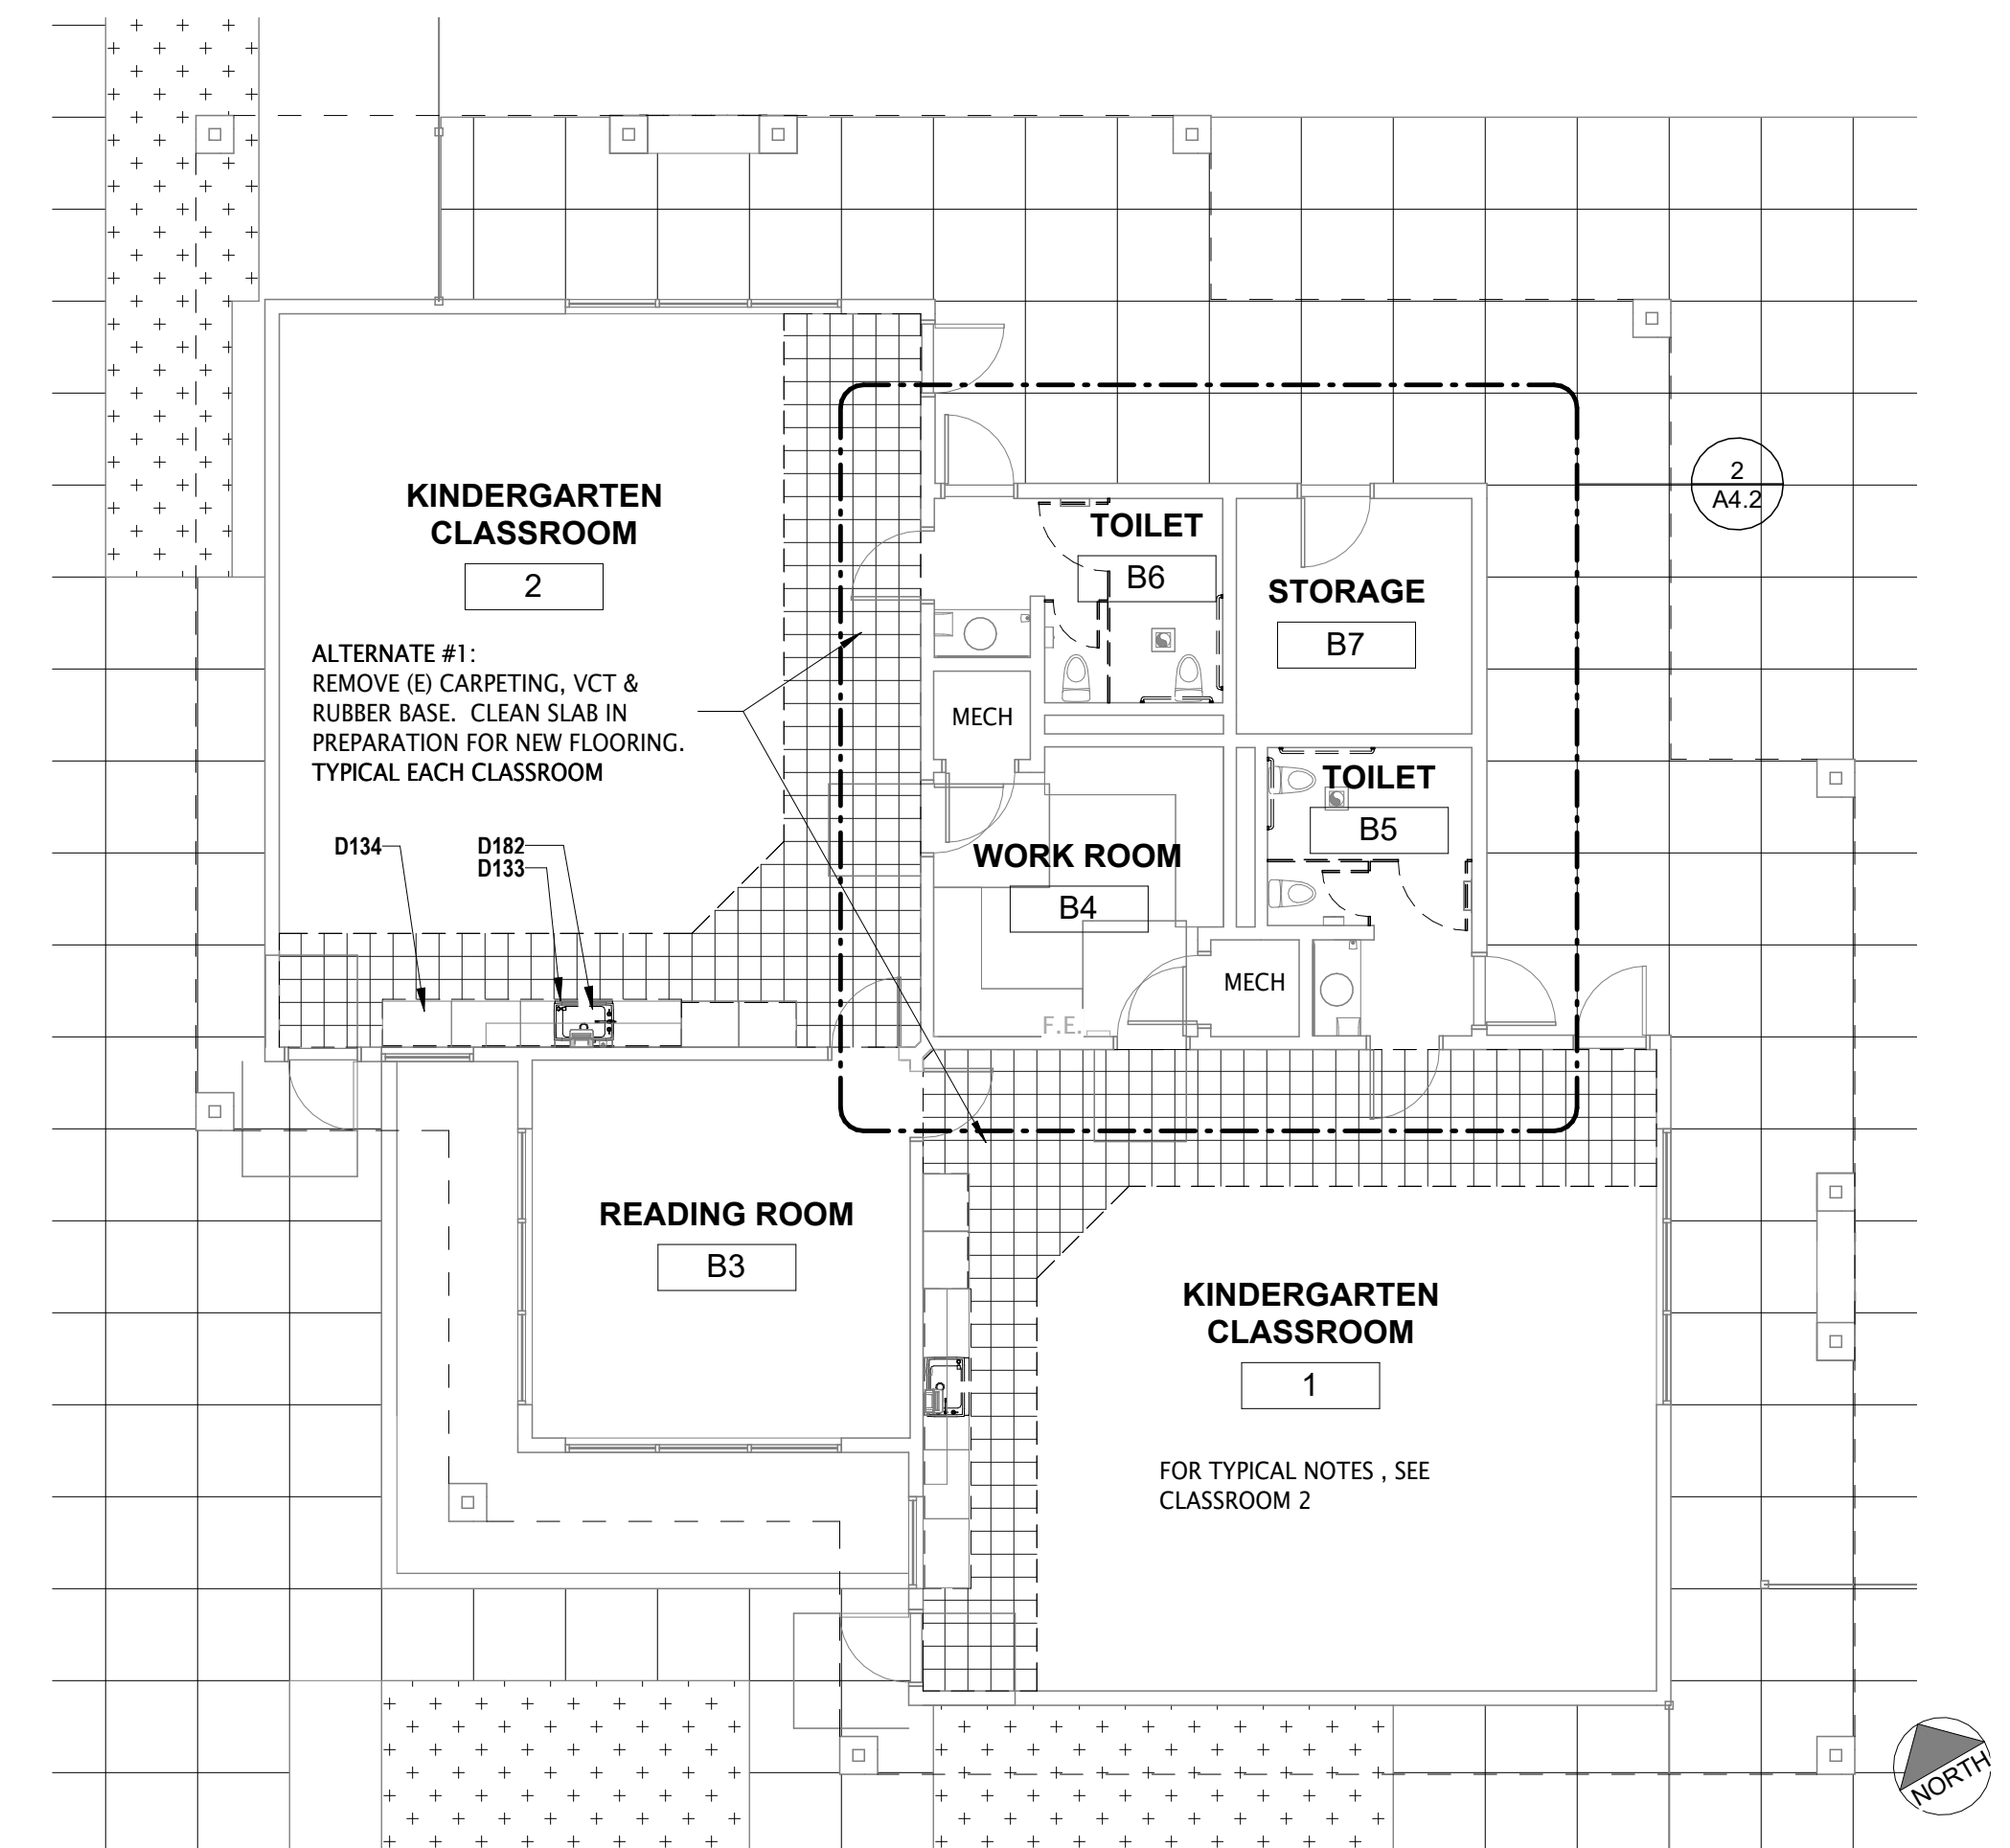 KINDERGARTEN
CLASSROOM
2
ALTERNATE #1:
REMOVE (E) CARPETING, VCT &
RUBBER BASE. CLEAN SLAB IN
PREPARATION FOR NEW FLOORING.
TYPICAL EACH CLASSROOM
D134
D182
D133
TOILET
B6
STORAGE
B7
2
A4.2
MECH
TOILET
B5
WORK ROOM
B4
MECH
F.E.
READING ROOM
B3
KINDERGARTEN
CLASSROOM
1
FOR TYPICAL NOTES , SEE
CLASSROOM 2
NORTH